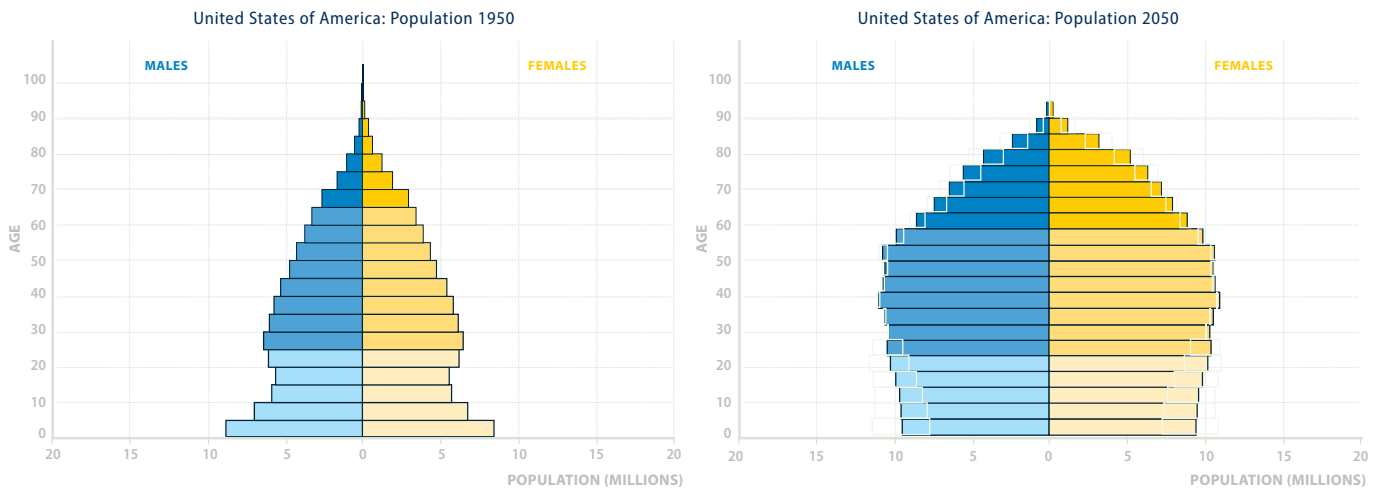 United States of America: Population 1950
MALES
FEMALES
AGE
100
90
80
70
60
50
40
30
20
10
0
20 10 5 0 5 10 15 20
POPULATION (MILLIONS)
United States of America: Population 2050
MALES
FEMALES
AGE
100
90
80
70
60
50
40
30
20
10
0
20 15 10 5 0 5 10 15 20
POPULATION (MILLIONS)